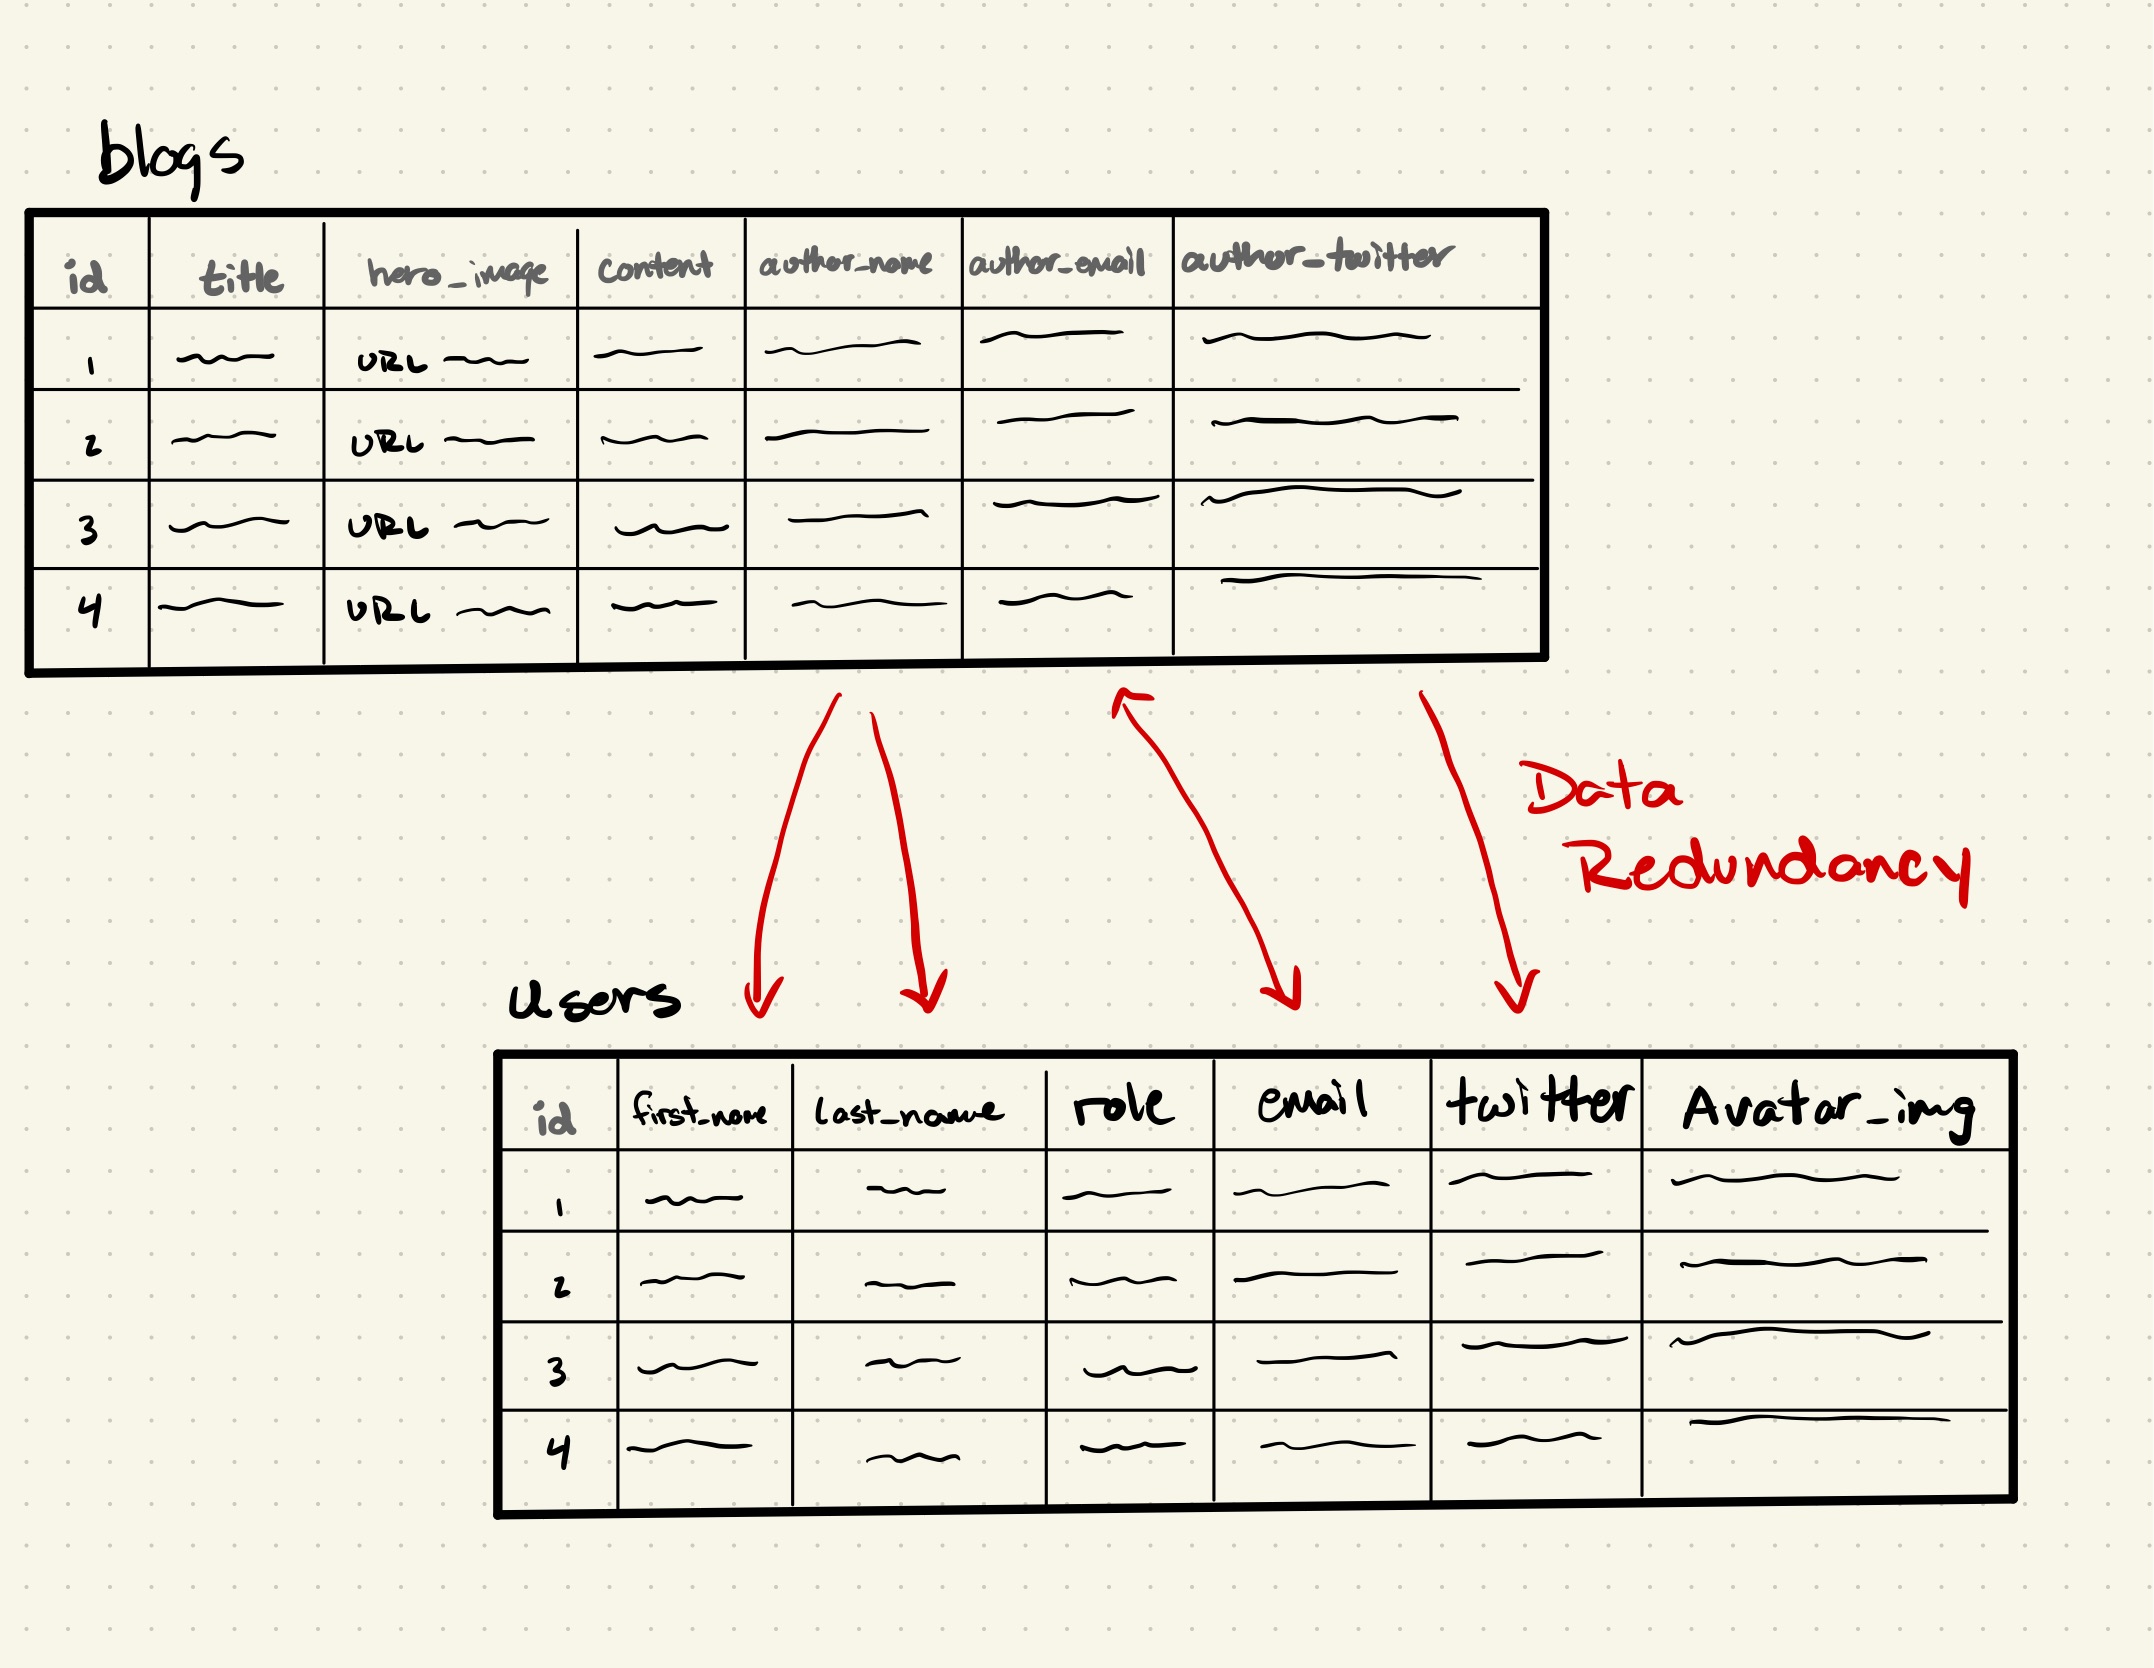 blogs
id title hero_image content author_name author_email author_twitter
1 URL
2 URL
3 URL
4 URL
Data
Redundancy
users
id first_name last_name role email twitter Avatar_img
1
2
3
4